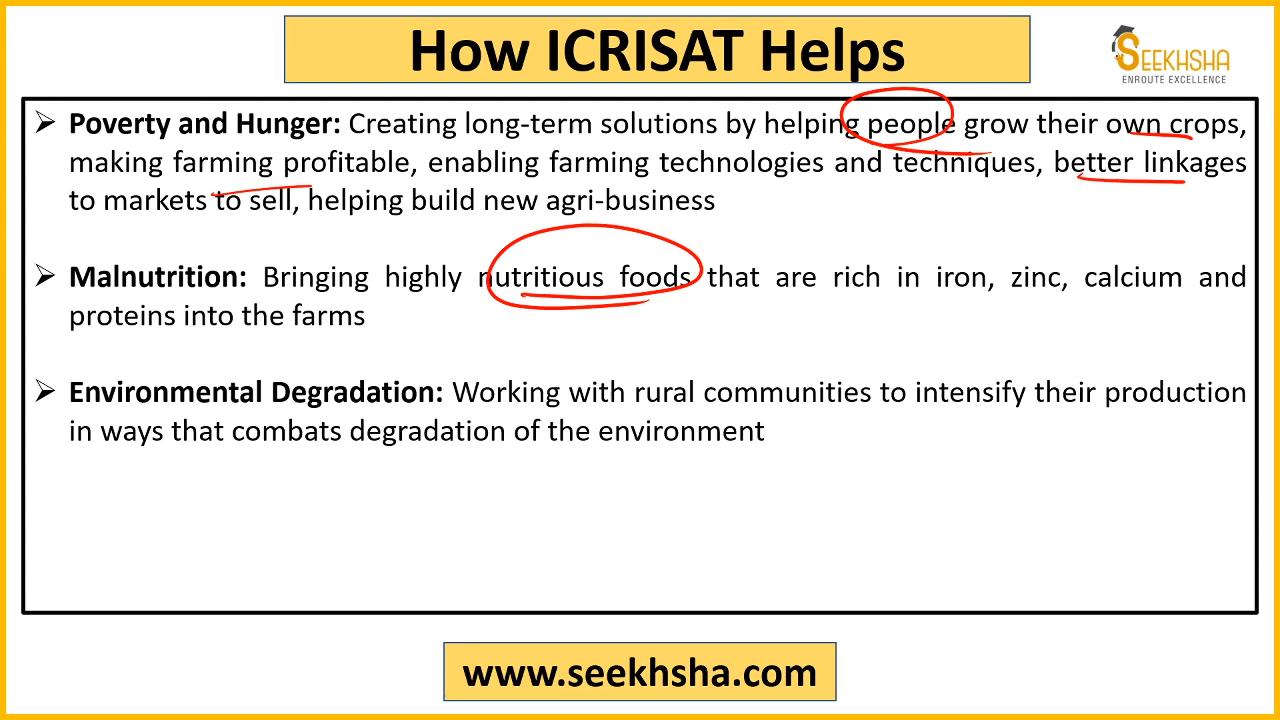 How ICRISAT Helps
SEEKHSHA
ENROUTE EXCELLENCE
➢ Poverty and Hunger: Creating long-term solutions by helping people grow their own crops,
making farming profitable, enabling farming technologies and techniques, better linkages
to markets to sell, helping build new agri-business
➢ Malnutrition: Bringing highly nutritious foods that are rich in iron, zinc, calcium and
proteins into the farms
➢ Environmental Degradation: Working with rural communities to intensify their production
in ways that combats degradation of the environment
www.seekhsha.com